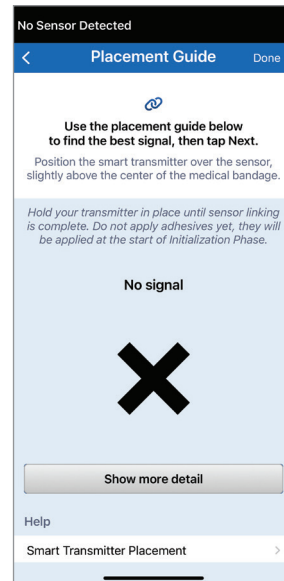 No Sensor Detected
Placement Guide Done
Use the placement guide below
to find the best signal, then tap Next.
Position the smart transmitter over the sensor,
slightly above the center of the medical bandage.
Hold your transmitter in place until sensor linking
is complete. Do not apply adhesives yet, they will
be applied at the start of Initialization Phase.
No signal
Show more detail
Help
Smart Transmitter Placement